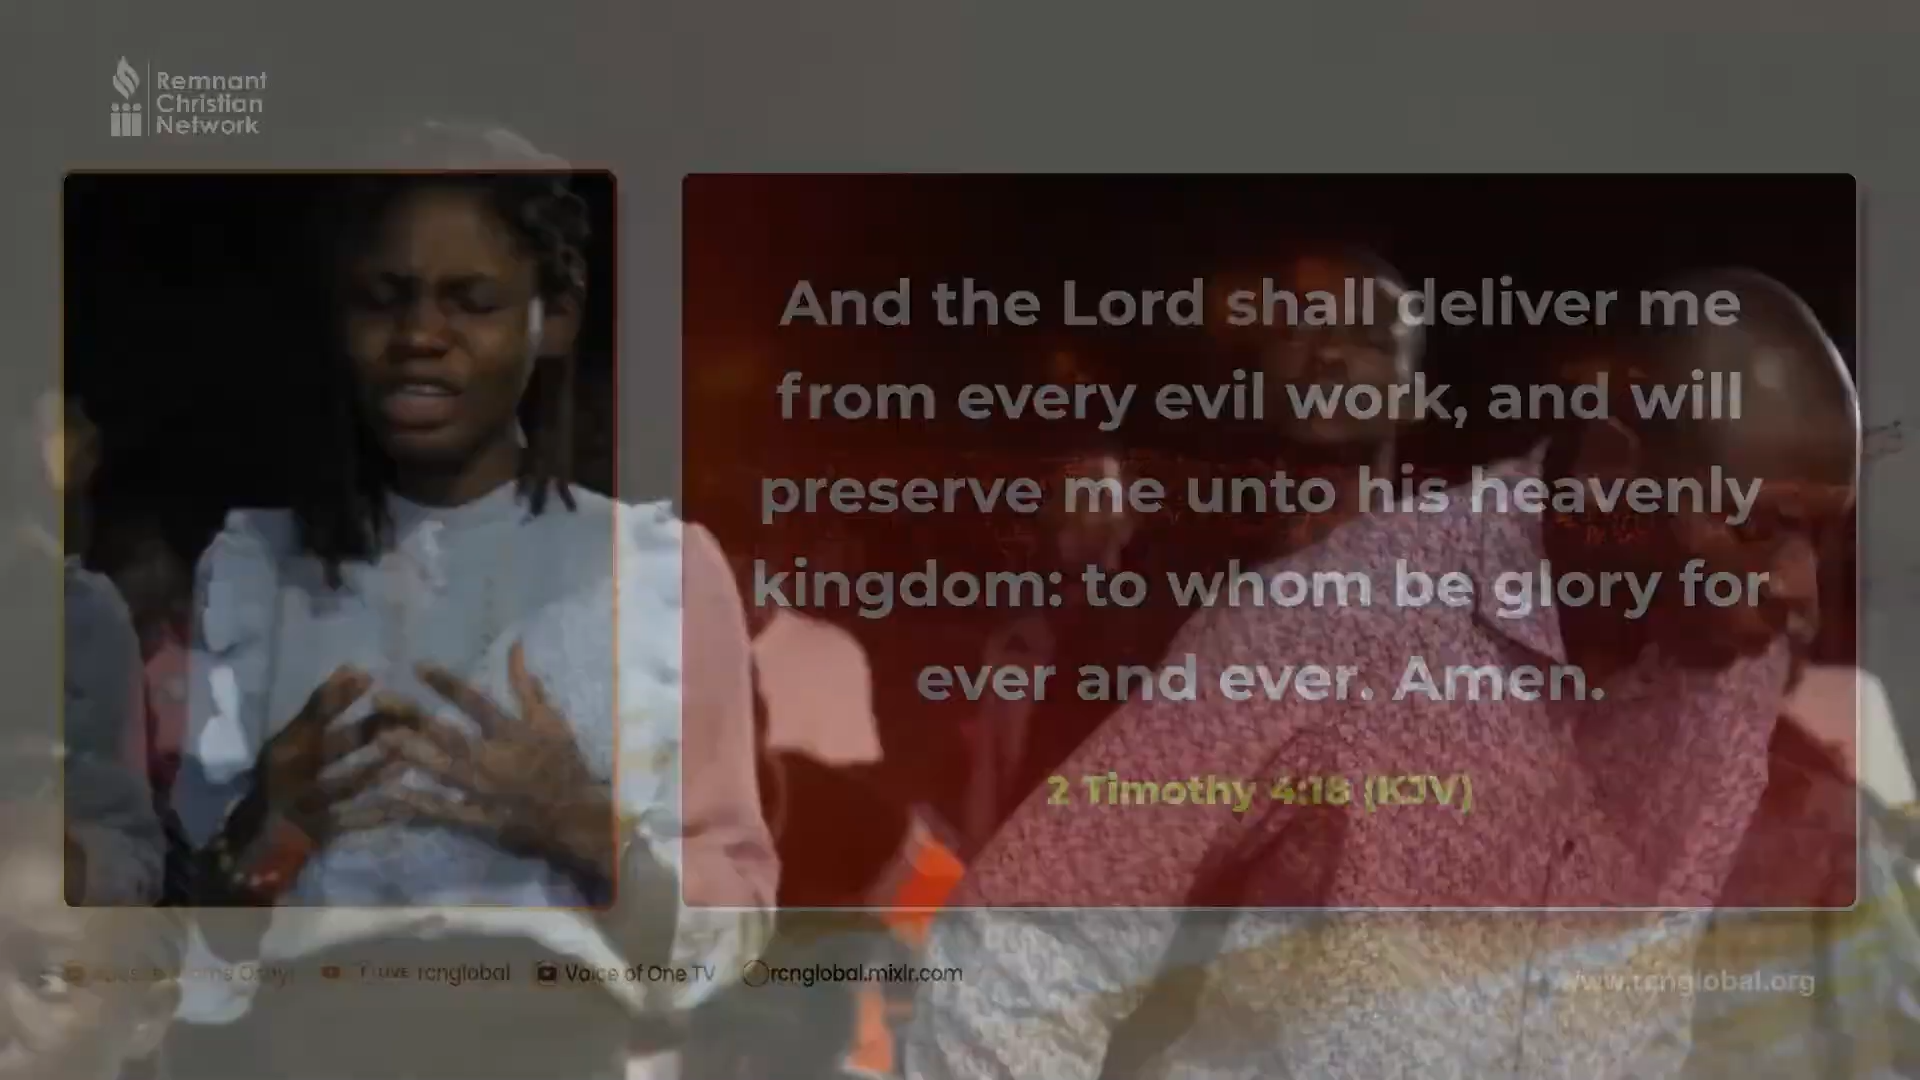 Remnant
Christian
Network
And the Lord shall deliver me
from every evil work, and will
preserve me unto his heavenly
kingdom: to whom be glory for
ever and ever. Amen.
2 Timothy 4:18 (KJV)
LIVE rcnglobal
Voice of One TV
rcnglobal.mixlr.com
www.rcnglobal.org